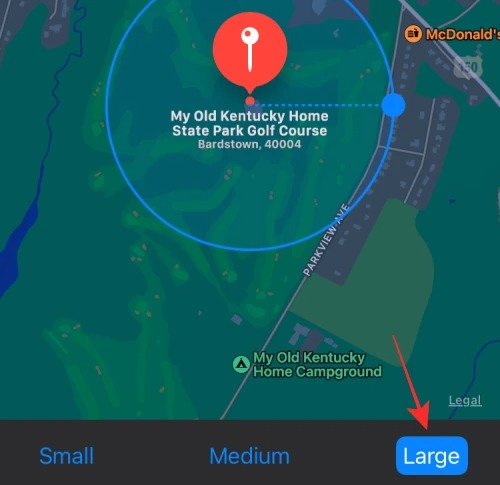 McDonald's
150
My Old Kentucky Home
State Park Golf Course
Bardstown, 40004
PARKVIEW AVE
My Old Kentucky
Home Campground
Legal
Small Medium Large